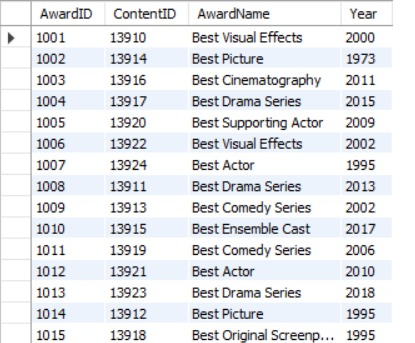 AwardID ContentID AwardName Year
1001 13910 Best Visual Effects 2000
1002 13914 Best Picture 1973
1003 13916 Best Cinematography 2011
1004 13917 Best Drama Series 2015
1005 13920 Best Supporting Actor 2009
1006 13922 Best Visual Effects 2002
1007 13924 Best Actor 1995
1008 13911 Best Drama Series 2013
1009 13913 Best Comedy Series 2002
1010 13915 Best Ensemble Cast 2017
1011 13919 Best Comedy Series 2006
1012 13921 Best Actor 2010
1013 13923 Best Drama Series 2018
1014 13912 Best Picture 1995
1015 13918 Best Original Screenp... 1995